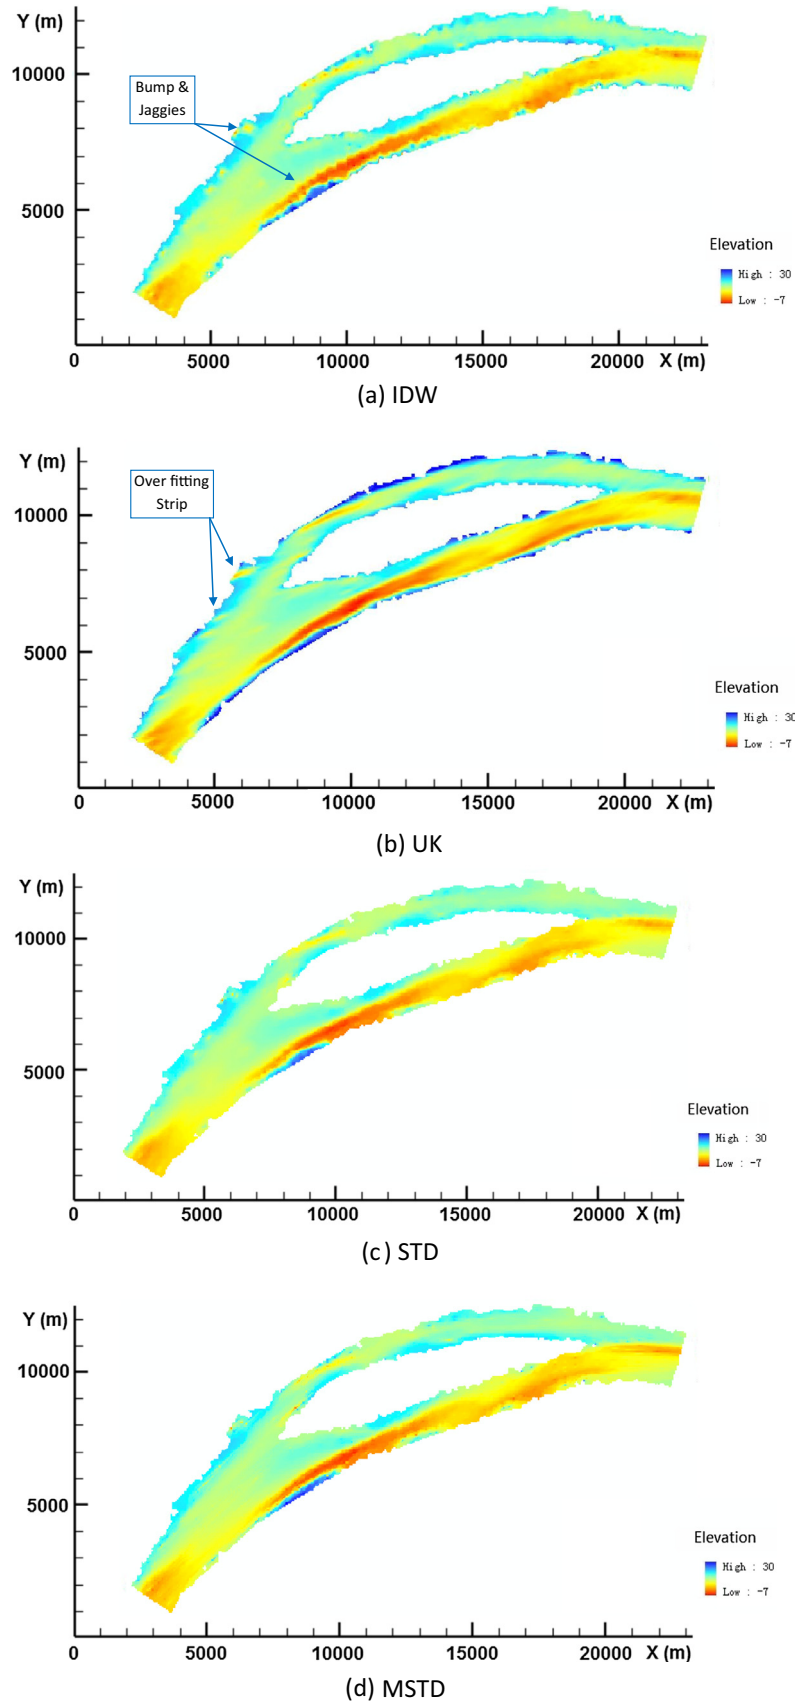 Y (m)
10000
Bump &
Jaggies
5000
Elevation
High : 30
Low : -7
0 5000 10000 15000 20000 X (m)
(a) IDW
Y (m)
Over fitting
Strip
10000
5000
Elevation
High : 30
Low : -7
0 5000 10000 15000 20000 X (m)
(b) UK
Y (m)
10000
5000
Elevation
High : 30
Low : -7
0 5000 10000 15000 20000 X (m)
(c) STD
Y (m)
10000
5000
Elevation
High : 30
Low : -7
0 5000 10000 15000 20000 X (m)
(d) MSTD